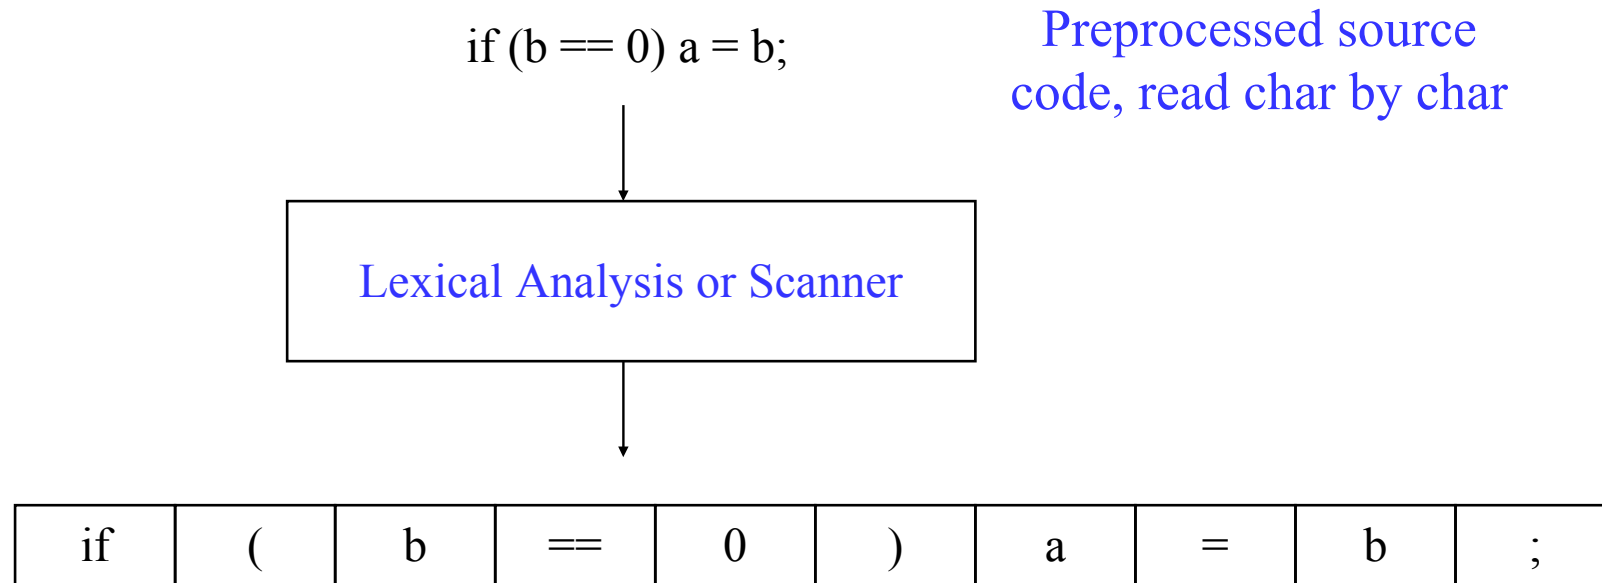 if (b == 0) a = b;
Preprocessed source
code, read char by char
Lexical Analysis or Scanner
if ( b == 0 ) a = b ;